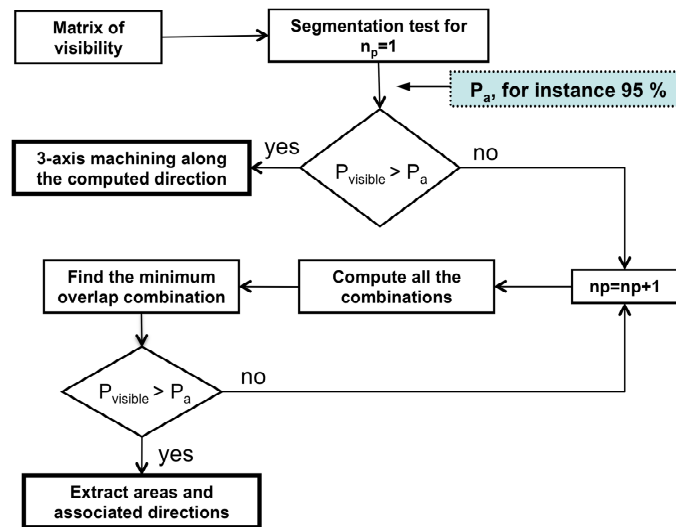 Matrix of
visibility
Segmentation test for
nₚ=1
Pₐ, for instance 95 %
3-axis machining along
the computed direction
yes
Pᵥᵢₛᵢbₗₑ > Pₐ
no
Find the minimum
overlap combination
Compute all the
combinations
np=np+1
Pᵥᵢₛᵢbₗₑ > Pₐ
no
yes
Extract areas and
associated directions